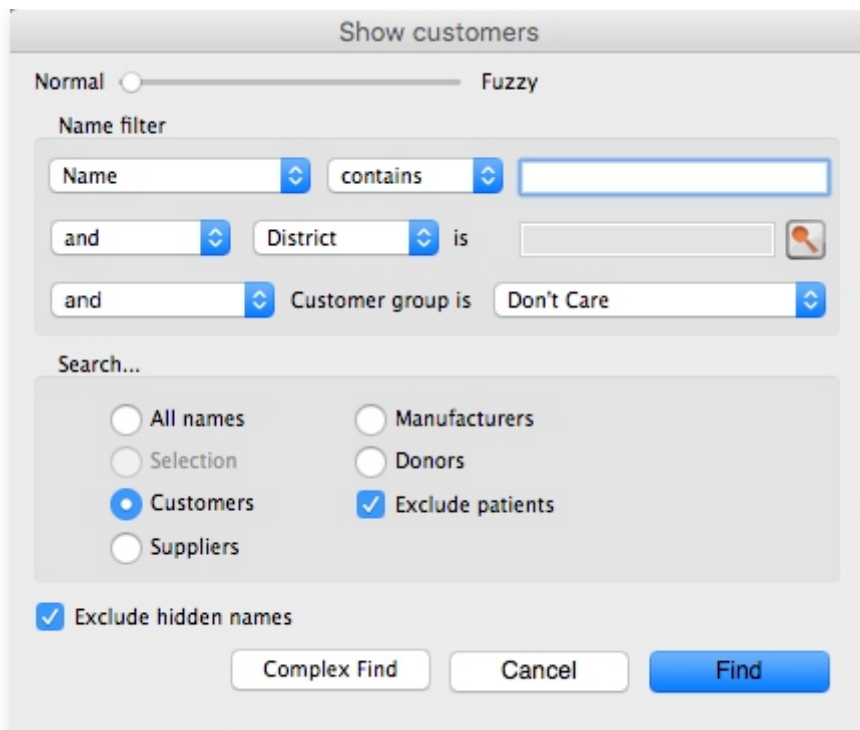 Show customers
Normal Fuzzy
Name filter
Name contains
and District is
and Customer group is Don't Care
Search...
All names Manufacturers
Selection Donors
Customers Exclude patients
Suppliers
Exclude hidden names
Complex Find Cancel Find